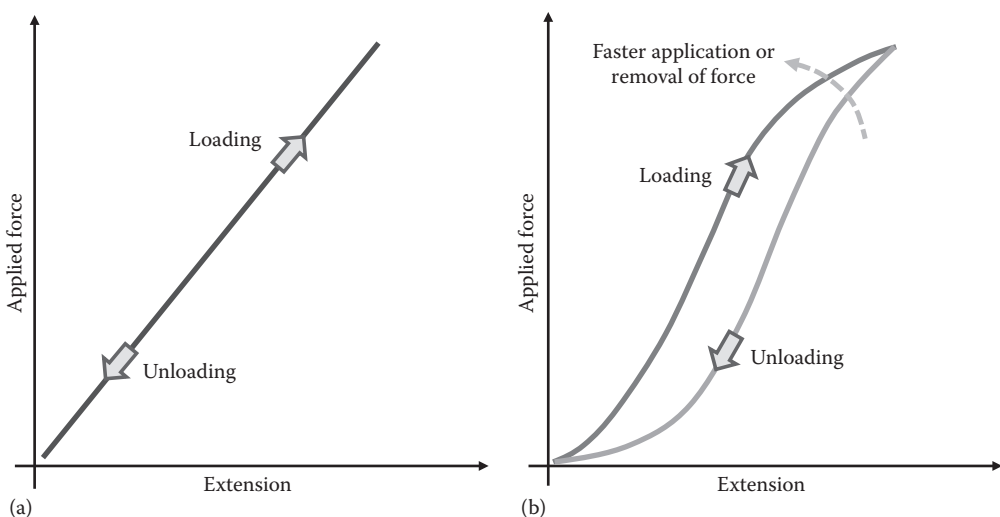 Applied force
Loading
Unloading
Extension
(a)
Applied force
Faster application or
removal of force
Loading
Unloading
Extension
(b)